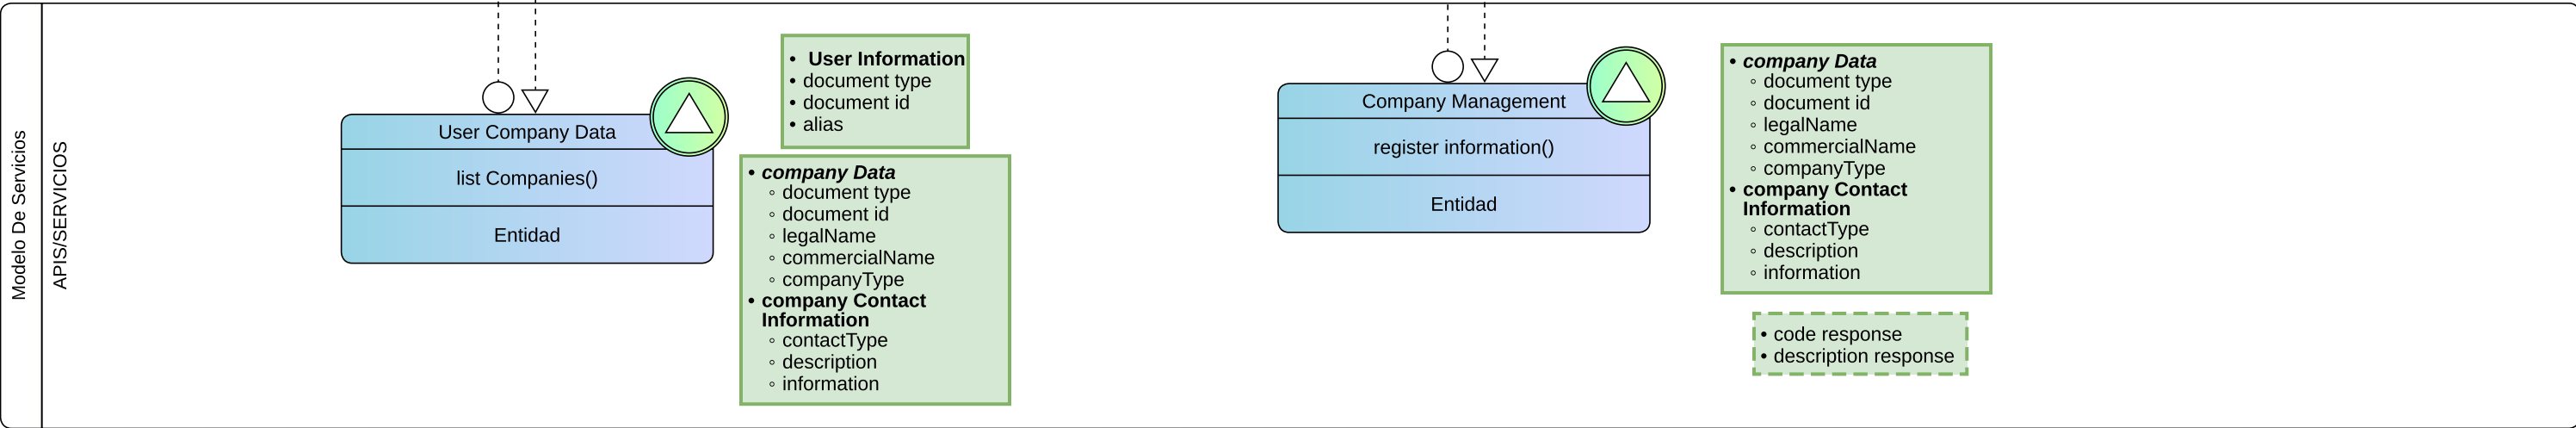 Modelo De Servicios
APIS/SERVICIOS
User Company Data
list Companies()
Entidad
• User Information
• document type
• document id
• alias
• company Data
◦ document type
◦ document id
◦ legalName
◦ commercialName
◦ companyType
• company Contact
Information
◦ contactType
◦ description
◦ information
Company Management
register information()
Entidad
• company Data
◦ document type
◦ document id
◦ legalName
◦ commercialName
◦ companyType
• company Contact
Information
◦ contactType
◦ description
◦ information
• code response
• description response